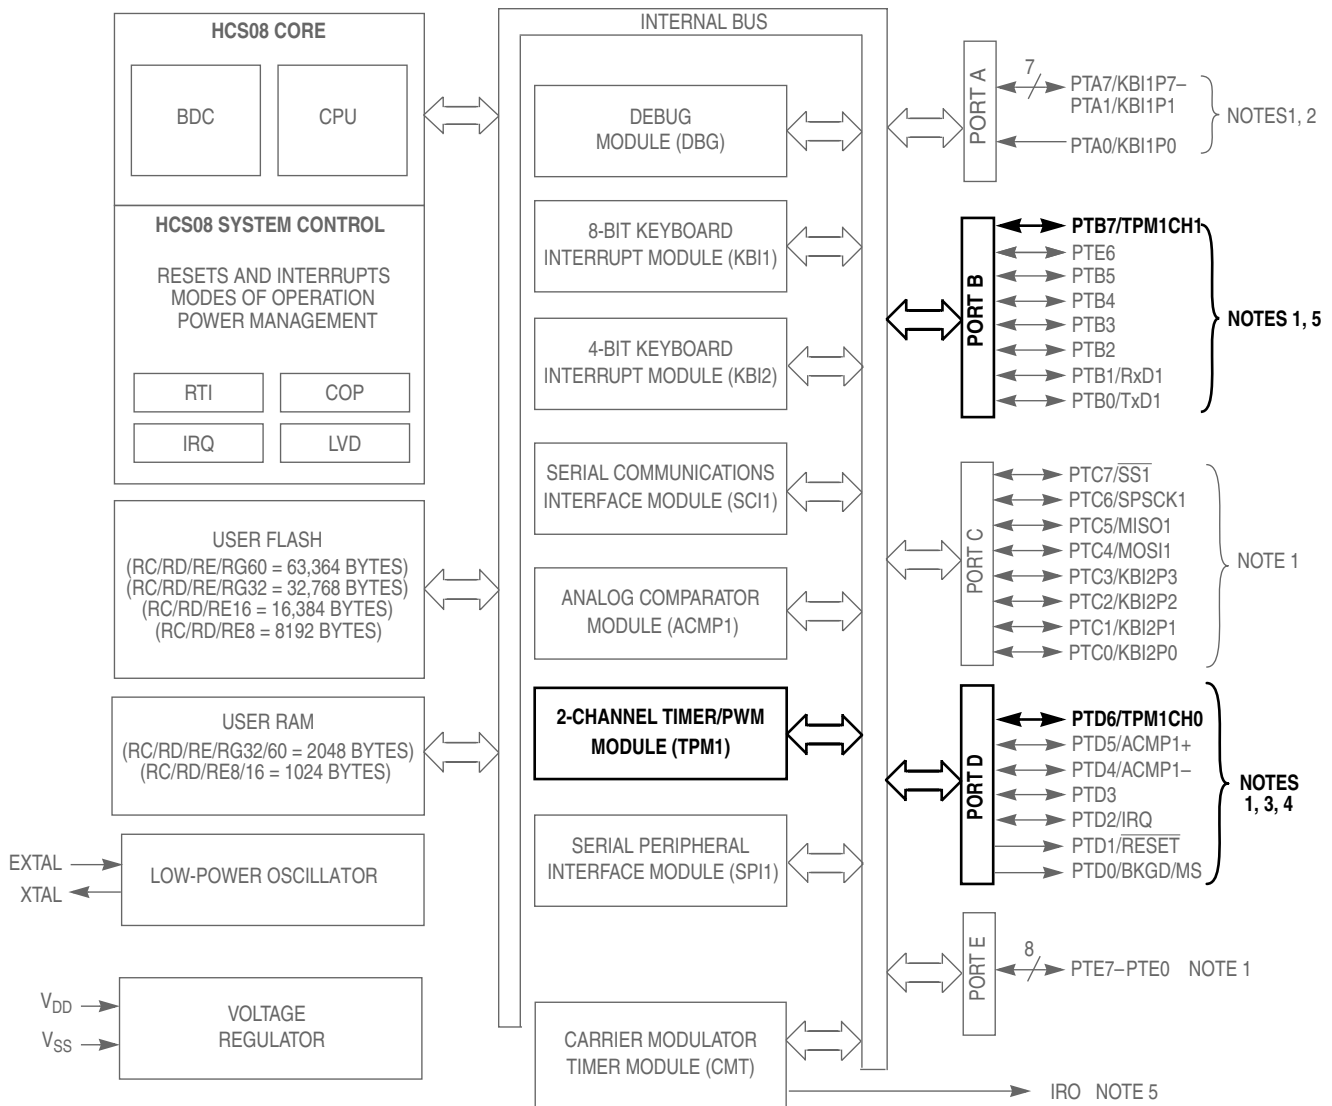 HCS08 CORE
BDC
CPU
HCS08 SYSTEM CONTROL
RESETS AND INTERRUPTS
MODES OF OPERATION
POWER MANAGEMENT
RTI
COP
IRQ
LVD
USER FLASH
(RC/RD/RE/RG60 = 63,364 BYTES)
(RC/RD/RE/RG32 = 32,768 BYTES)
(RC/RD/RE16 = 16,384 BYTES)
(RC/RD/RE8 = 8192 BYTES)
USER RAM
(RC/RD/RE/RG32/60 = 2048 BYTES)
(RC/RD/RE8/16 = 1024 BYTES)
EXTAL
XTAL
LOW-POWER OSCILLATOR
VDD
VSS
VOLTAGE
REGULATOR
INTERNAL BUS
DEBUG
MODULE (DBG)
8-BIT KEYBOARD
INTERRUPT MODULE (KBI1)
4-BIT KEYBOARD
INTERRUPT MODULE (KBI2)
SERIAL COMMUNICATIONS
INTERFACE MODULE (SCI1)
ANALOG COMPARATOR
MODULE (ACMP1)
2-CHANNEL TIMER/PWM
MODULE (TPM1)
SERIAL PERIPHERAL
INTERFACE MODULE (SPI1)
CARRIER MODULATOR
TIMER MODULE (CMT)
PORT A
7
PTA7/KBI1P7–
PTA1/KBI1P1
PTA0/KBI1P0
NOTES1, 2
PORT B
PTB7/TPM1CH1
PTE6
PTB5
PTB4
PTB3
PTB2
PTB1/RxD1
PTB0/TxD1
NOTES 1, 5
PORT C
PTC7/SS1
PTC6/SPSCK1
PTC5/MISO1
PTC4/MOSI1
PTC3/KBI2P3
PTC2/KBI2P2
PTC1/KBI2P1
PTC0/KBI2P0
NOTE 1
PORT D
PTD6/TPM1CH0
PTD5/ACMP1+
PTD4/ACMP1–
PTD3
PTD2/IRQ
PTD1/RESET
PTD0/BKGD/MS
NOTES
1, 3, 4
PORT E
8
PTE7–PTE0 NOTE 1
IRO NOTE 5